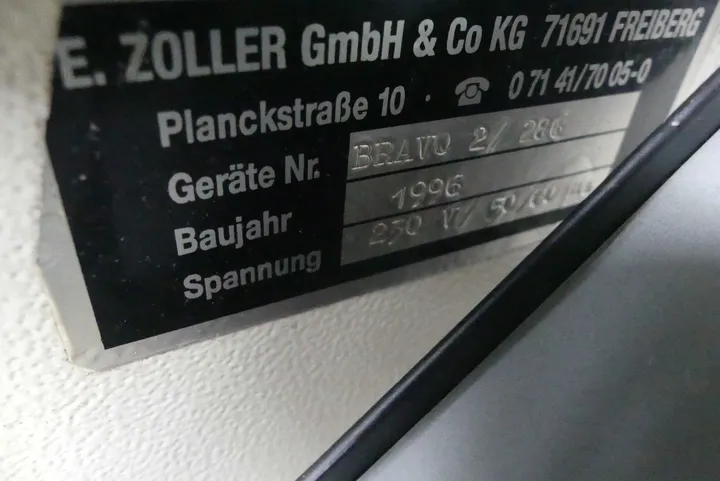 E. ZOLLER GmbH & Co KG 71691 FREIBERG
Planckstraße 10 · ☎ 0 71 41/70 05-0
Geräte Nr. BRAVO 2/ 286
Baujahr 1996
Spannung 230 V/ 50/60